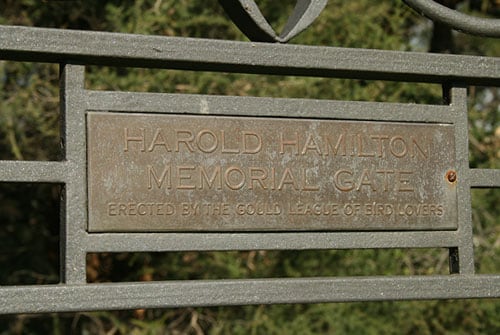 HAROLD HAMILTON
MEMORIAL GATE
ERECTED BY THE GOULD LEAGUE OF BIRD LOVERS